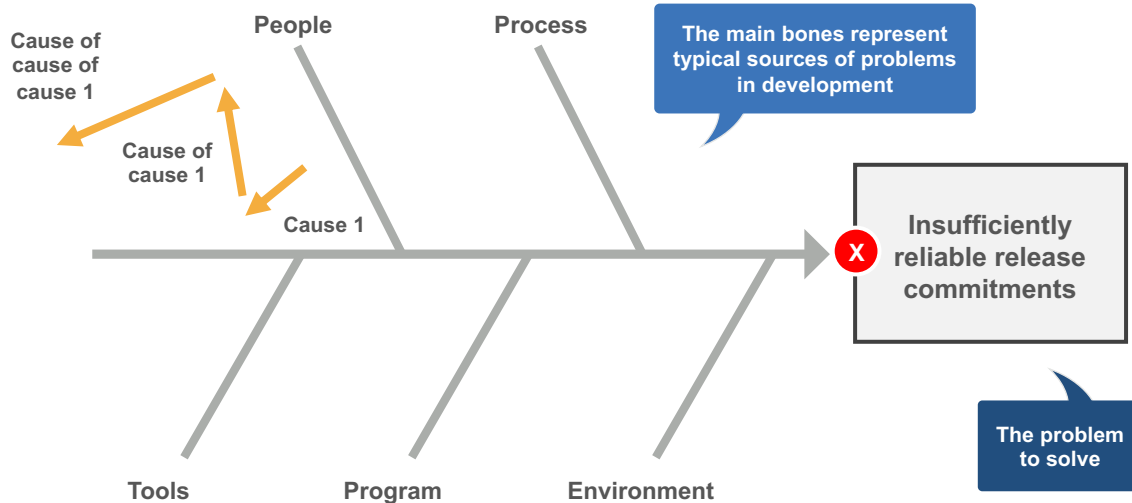 People
Process
The main bones represent
typical sources of problems
in development
Cause of
cause of
cause 1
Cause of
cause 1
Cause 1
X
Insufficiently
reliable release
commitments
The problem
to solve
Tools
Program
Environment